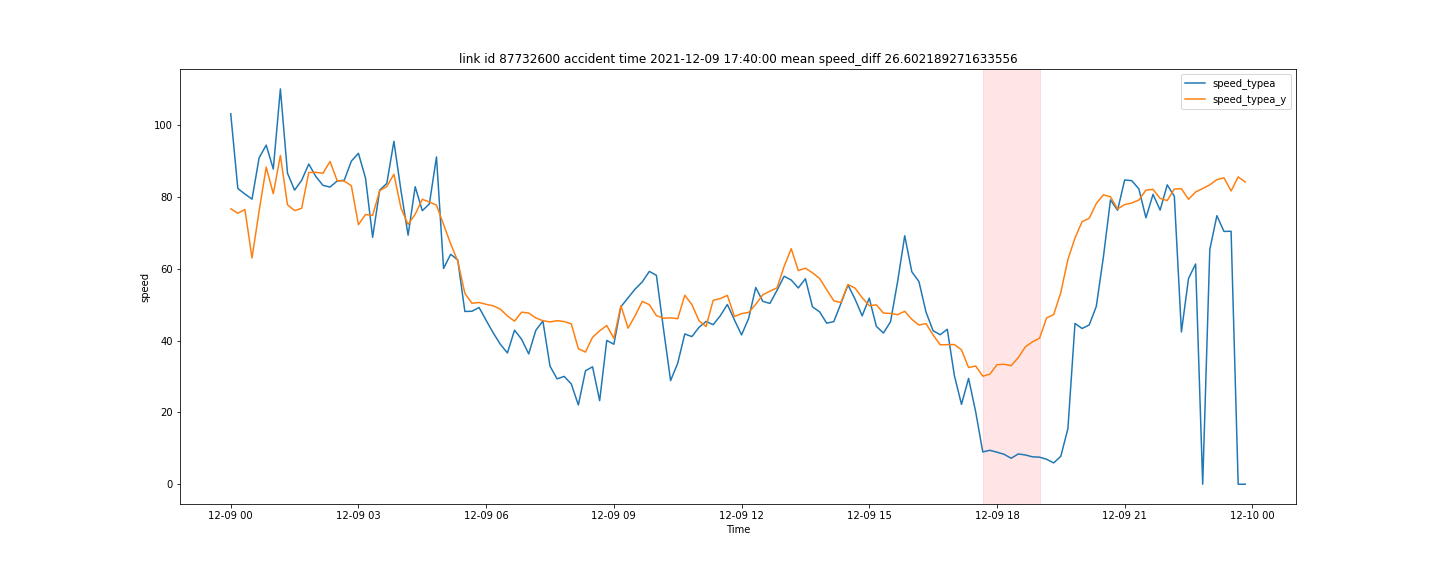 link id 87732600 accident time 2021-12-09 17:40:00 mean speed_diff 26.602189271633556
speed_typea
speed_typea_y
speed
100
80
60
40
20
0
12-09 00 12-09 03 12-09 06 12-09 09 12-09 12 12-09 15 12-09 18 12-09 21 12-10 00
Time